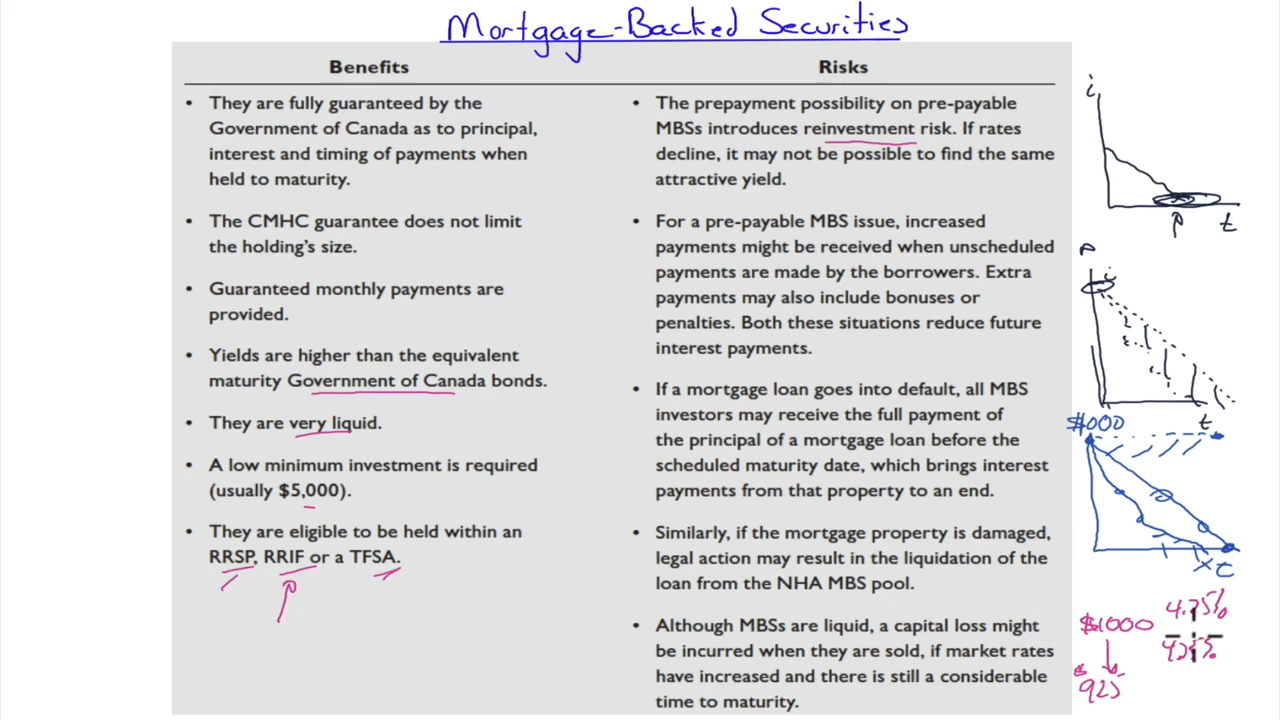 Mortgage-Backed Securities
Benefits
• They are fully guaranteed by the
Government of Canada as to principal,
interest and timing of payments when
held to maturity.
• The CMHC guarantee does not limit
the holding's size.
• Guaranteed monthly payments are
provided.
• Yields are higher than the equivalent
maturity Government of Canada bonds.
• They are very liquid.
• A low minimum investment is required
(usually $5,000).
• They are eligible to be held within an
RRSP, RRIF or a TFSA.
Risks
• The prepayment possibility on pre-payable
MBSs introduces reinvestment risk. If rates
decline, it may not be possible to find the same
attractive yield.
• For a pre-payable MBS issue, increased
payments might be received when unscheduled
payments are made by the borrowers. Extra
payments may also include bonuses or
penalties. Both these situations reduce future
interest payments.
• If a mortgage loan goes into default, all MBS
investors may receive the full payment of
the principal of a mortgage loan before the
scheduled maturity date, which brings interest
payments from that property to an end.
• Similarly, if the mortgage property is damaged,
legal action may result in the liquidation of the
loan from the NHA MBS pool.
• Although MBSs are liquid, a capital loss might
be incurred when they are sold, if market rates
have increased and there is still a considerable
time to maturity.
i
t
i
t
$000
t
$1000
4.75%
925